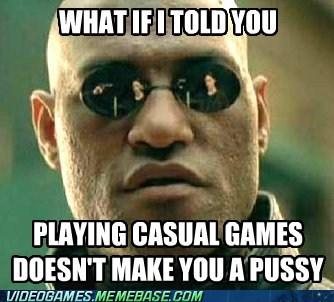 WHAT IF I TOLD YOU
PLAYING CASUAL GAMES
DOESN'T MAKE YOU A PUSSY
VIDEOGAMES.MEMEBASE.COM